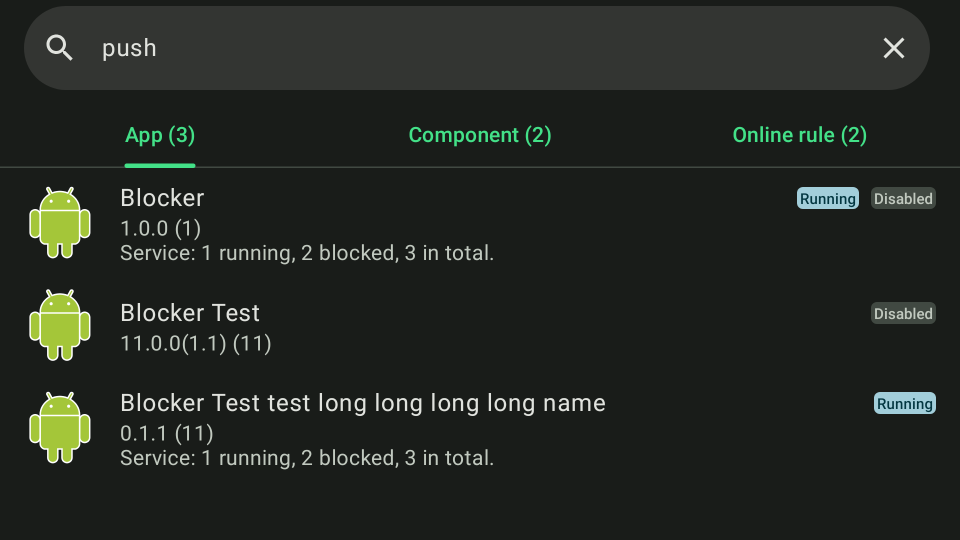 push
App (3)
Component (2)
Online rule (2)
Blocker
Running
Disabled
1.0.0 (1)
Service: 1 running, 2 blocked, 3 in total.
Blocker Test
Disabled
11.0.0(1.1) (11)
Blocker Test test long long long long name
Running
0.1.1 (11)
Service: 1 running, 2 blocked, 3 in total.